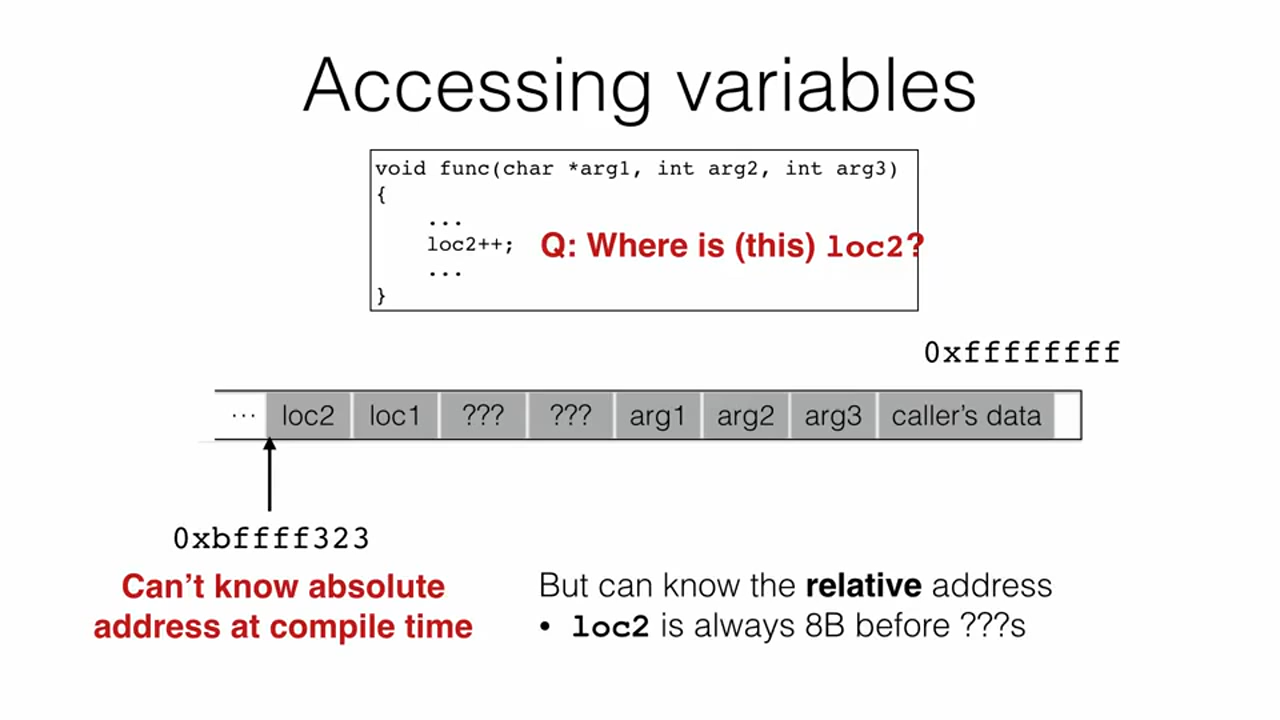 Accessing variables
void func(char *arg1, int arg2, int arg3)
{
...
loc2++; Q: Where is (this) loc2?
...
}
0xffffffff
... loc2 loc1 ??? ??? arg1 arg2 arg3 caller's data
0xbffff323
Can't know absolute
address at compile time
But can know the relative address
• loc2 is always 8B before ???s